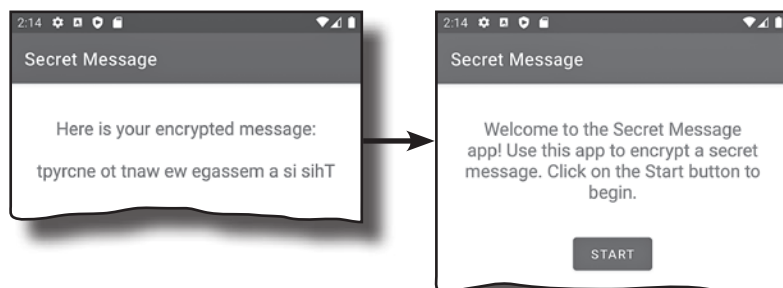 2:14
Secret Message
Here is your encrypted message:
tpyrcne ot tnaw ew egassem a si sihT
2:14
Secret Message
Welcome to the Secret Message
app! Use this app to encrypt a secret
message. Click on the Start button to
begin.
START